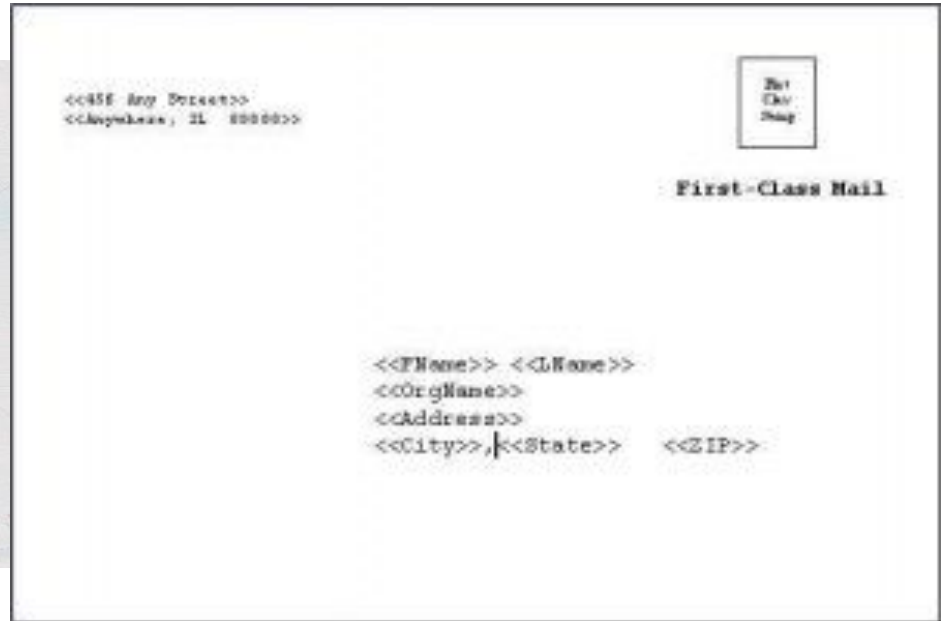 <<456 Any Street>>
<<Anywhere, IL 00000>>
First-Class Mail
<<FName>> <<LName>>
<<OrgName>>
<<Address>>
<<City>>,<<State>> <<ZIP>>